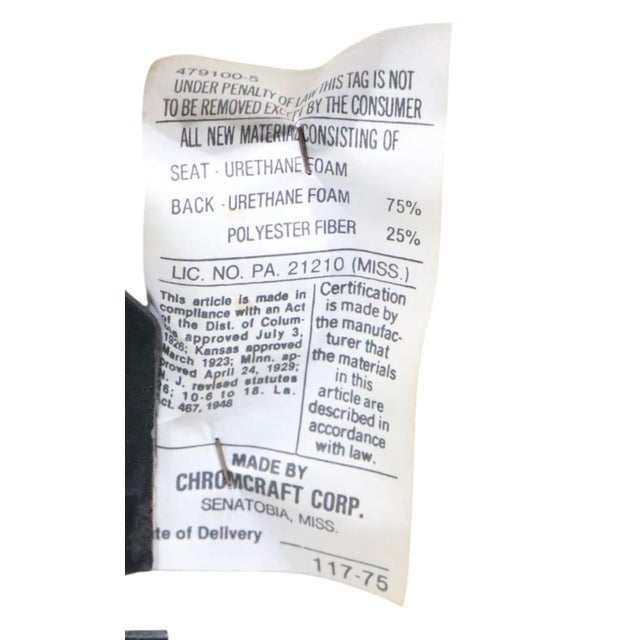 479100-5
UNDER PENALTY OF LAW THIS TAG IS NOT
TO BE REMOVED EXCEPT BY THE CONSUMER
ALL NEW MATERIAL CONSISTING OF
SEAT - URETHANE FOAM
BACK - URETHANE FOAM 75%
POLYESTER FIBER 25%
LIC. NO. PA. 21210 (MISS.)
This article is made in
compliance with an Act
of the Dist. of Colum-
approved July 3,
1926; Kansas approved
March 1923; Minn. ap-
proved April 24, 1929;
N. J. revised statutes
26; 10-6 to 18. La.
Act. 467, 1948
Certification
is made by
the manufac-
turer that
the materials
in this
article are
described in
accordance
with law.
MADE BY
CHROMCRAFT CORP.
SENATOBIA, MISS.
of Delivery
117-75